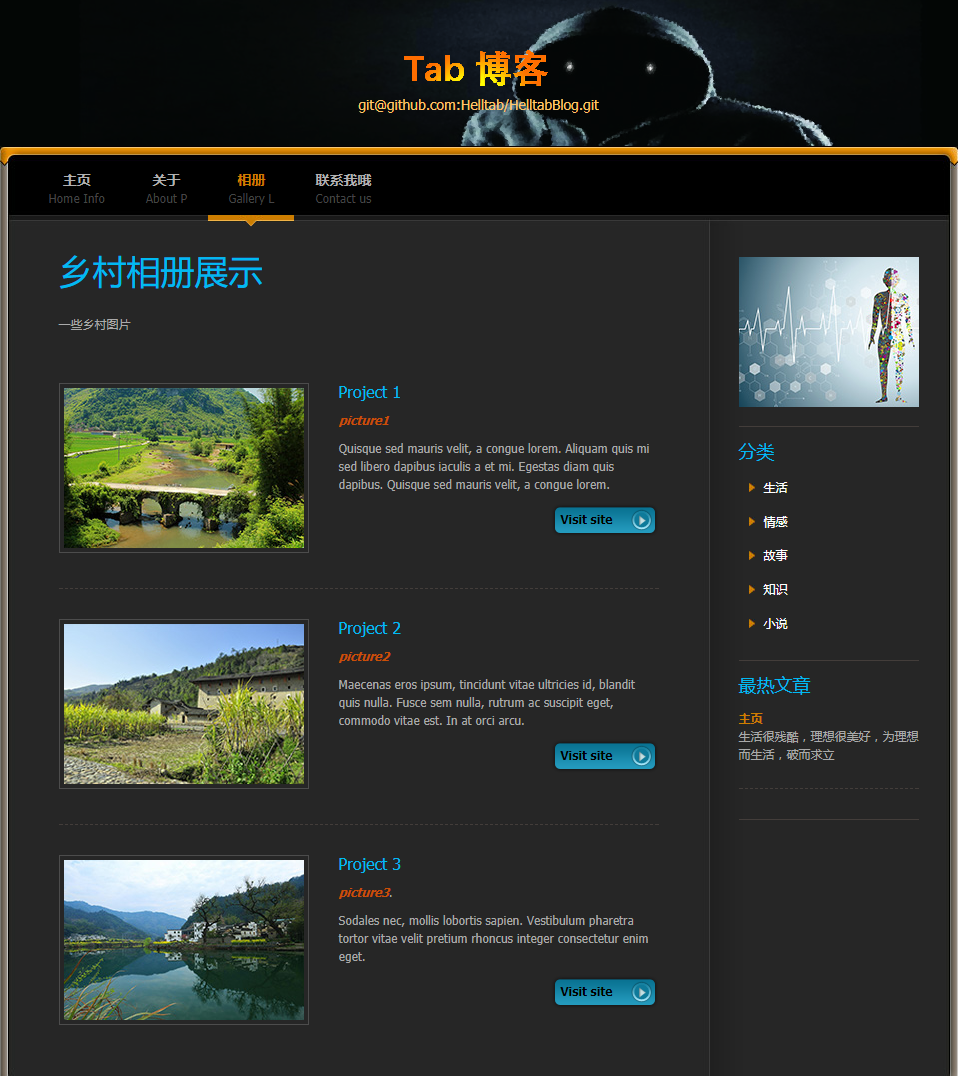 Tab 博客
git@github.com:Helltab/HelltabBlog.git
主页
Home Info
关于
About P
相册
Gallery L
联系我哦
Contact us
乡村相册展示
一些乡村图片
Project 1
picture1
Quisque sed mauris velit, a congue lorem. Aliquam quis mi
sed libero dapibus iaculis a et mi. Egestas diam quis
dapibus. Quisque sed mauris velit, a congue lorem.
Visit site
Project 2
picture2
Maecenas eros ipsum, tincidunt vitae ultricies id, blandit
quis nulla. Fusce sem nulla, rutrum ac suscipit eget,
commodo vitae est. In at orci arcu.
Visit site
Project 3
picture3.
Sodales nec, mollis lobortis sapien. Vestibulum pharetra
tortor vitae velit pretium rhoncus integer consectetur enim
eget.
Visit site
分类
生活
情感
故事
知识
小说
最热文章
主页
生活很残酷，理想很美好，为理想
而生活，破而求立